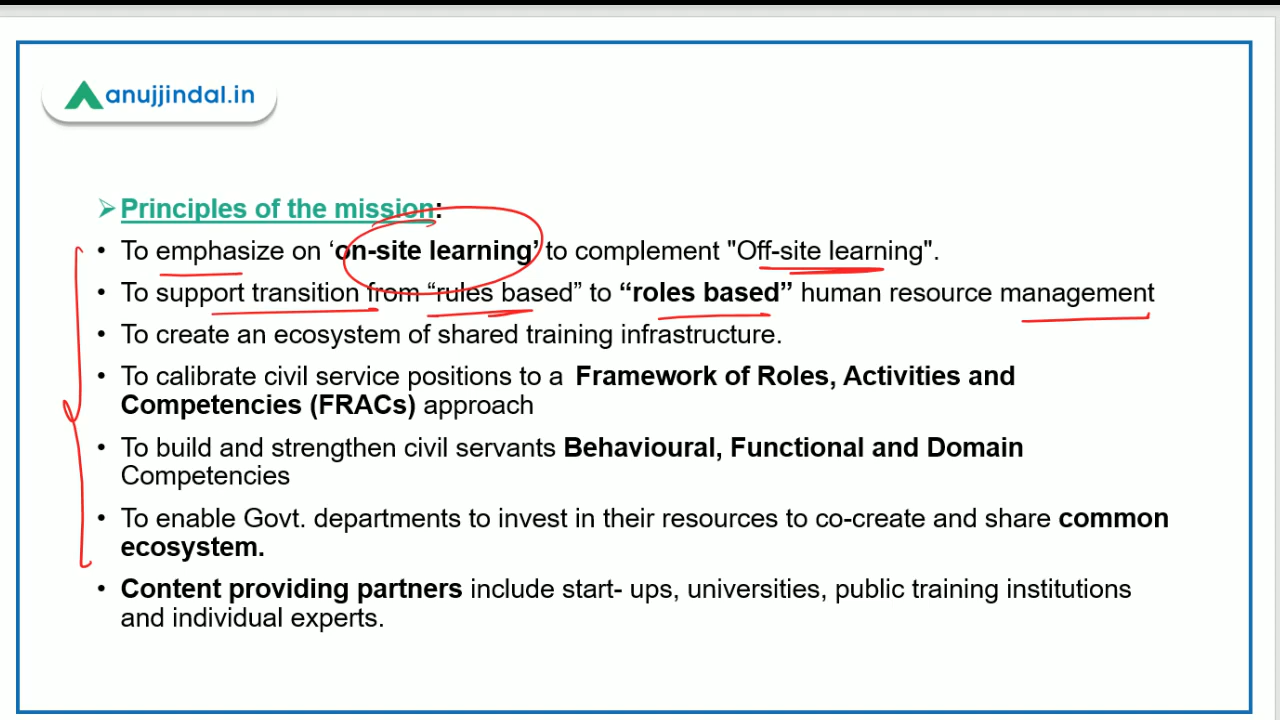 anujjindal.in
➢ Principles of the mission:
• To emphasize on ‘on-site learning’ to complement "Off-site learning".
• To support transition from “rules based” to “roles based” human resource management
• To create an ecosystem of shared training infrastructure.
• To calibrate civil service positions to a Framework of Roles, Activities and
Competencies (FRACs) approach
• To build and strengthen civil servants Behavioural, Functional and Domain
Competencies
• To enable Govt. departments to invest in their resources to co-create and share common
ecosystem.
• Content providing partners include start- ups, universities, public training institutions
and individual experts.